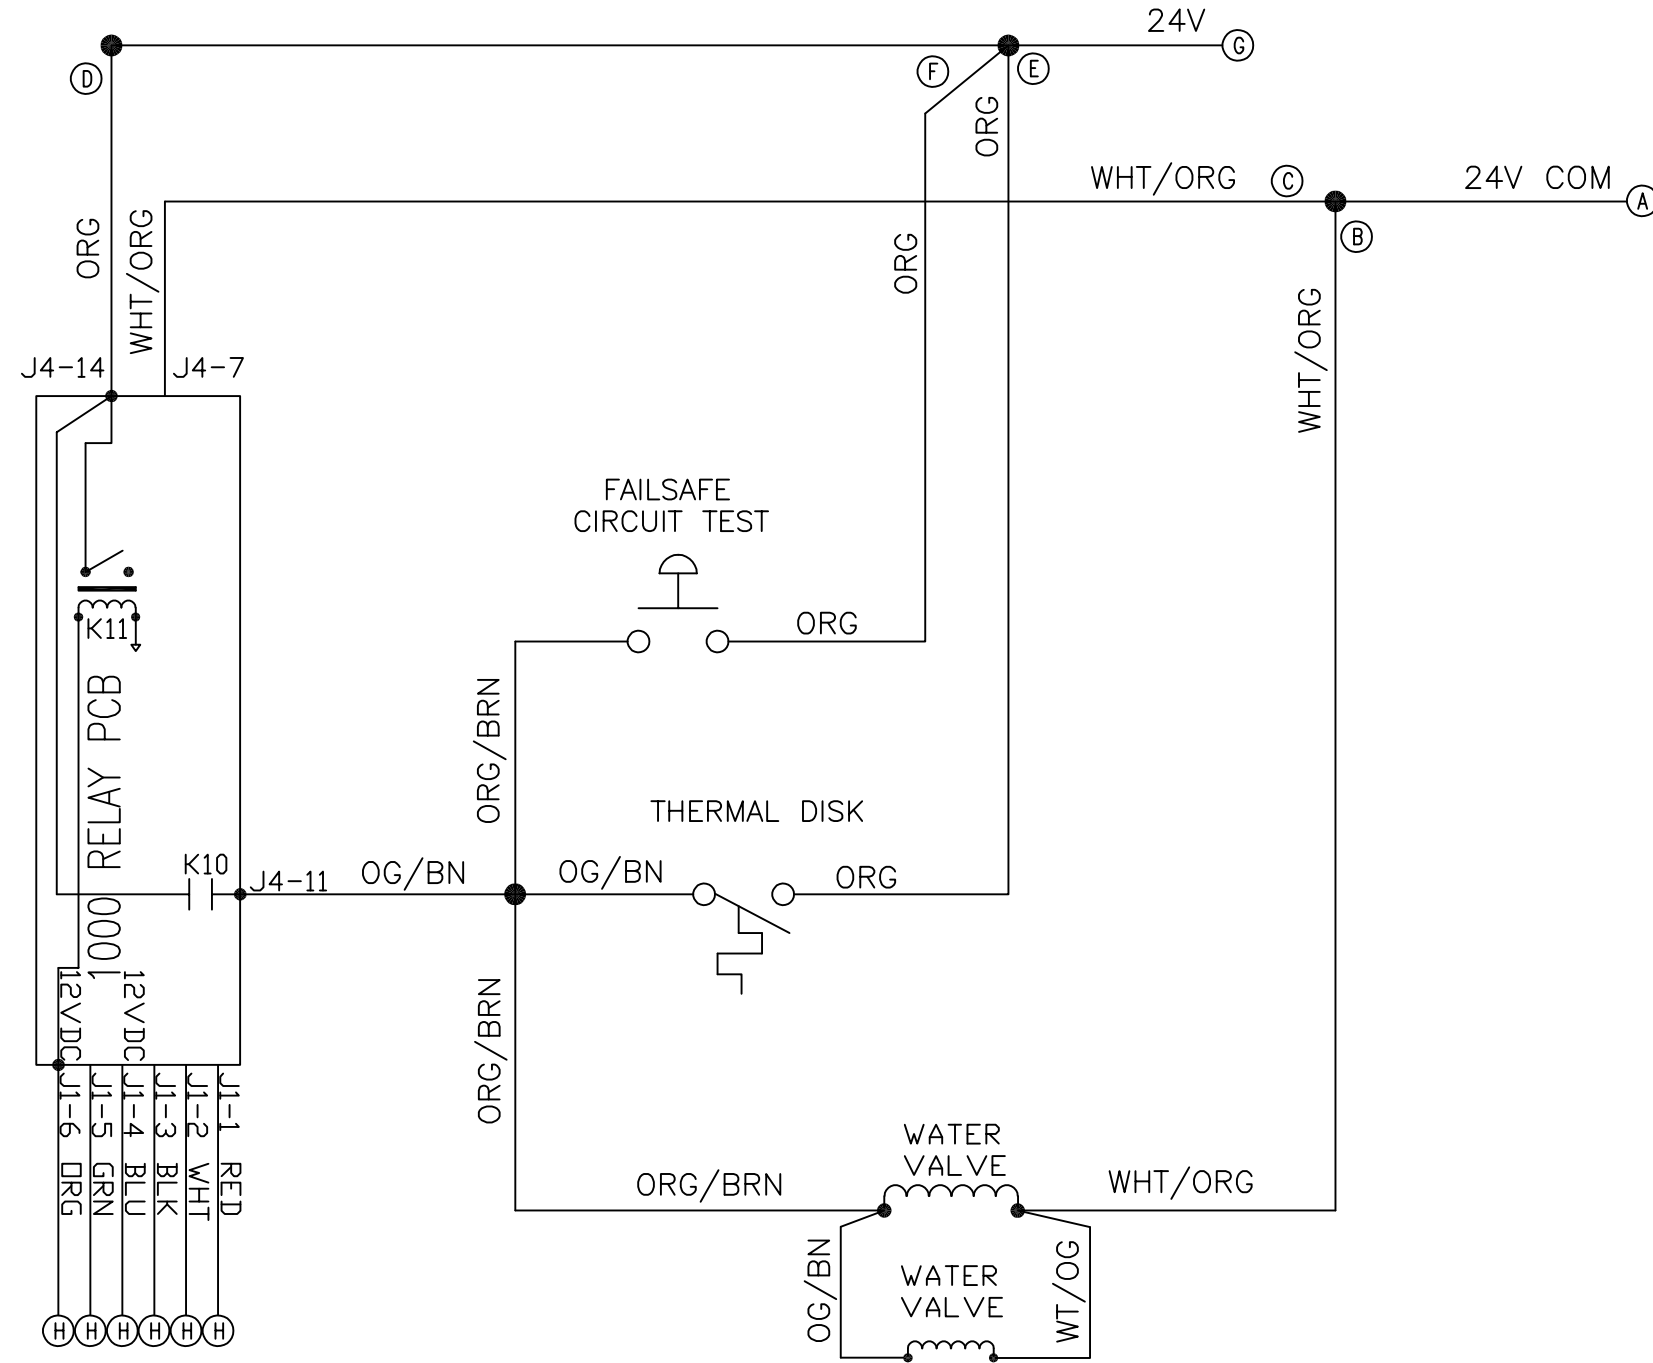 24V
G
D
F
E
ORG
WHT/ORG
C
24V COM
A
B
ORG
WHT/ORG
ORG
WHT/ORG
J4-14
J4-7
FAILSAFE
CIRCUIT TEST
K11
ORG
1000 RELAY PCB
ORG/BRN
THERMAL DISK
K10
J4-11
OG/BN
OG/BN
ORG
12VDC
12VDC
ORG/BRN
J1-6 ORG
J1-5 GRN
J1-4 BLU
J1-3 BLK
J1-2 WHT
J1-1 RED
WATER
VALVE
ORG/BRN
WHT/ORG
OG/BN
WATER
VALVE
WT/OG
H
H
H
H
H
H